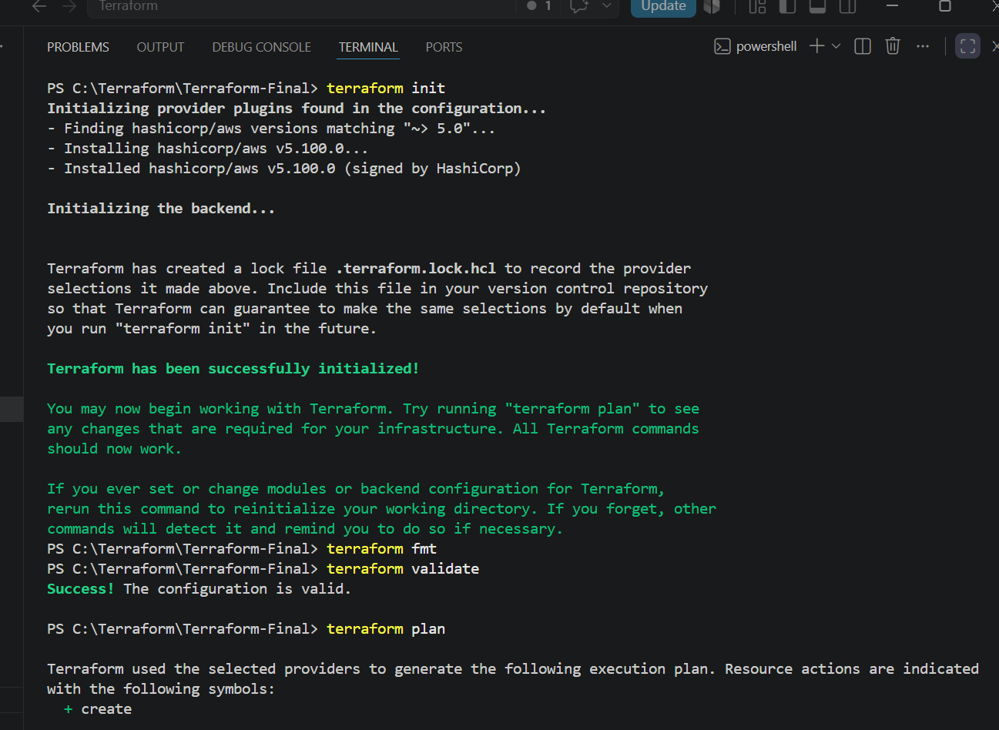 Terraform
1
Update
PROBLEMS OUTPUT DEBUG CONSOLE TERMINAL PORTS
powershell
PS C:\Terraform\Terraform-Final> terraform init
Initializing provider plugins found in the configuration...
- Finding hashicorp/aws versions matching "~> 5.0"...
- Installing hashicorp/aws v5.100.0...
- Installed hashicorp/aws v5.100.0 (signed by HashiCorp)
Initializing the backend...
Terraform has created a lock file .terraform.lock.hcl to record the provider
selections it made above. Include this file in your version control repository
so that Terraform can guarantee to make the same selections by default when
you run "terraform init" in the future.
Terraform has been successfully initialized!
You may now begin working with Terraform. Try running "terraform plan" to see
any changes that are required for your infrastructure. All Terraform commands
should now work.
If you ever set or change modules or backend configuration for Terraform,
rerun this command to reinitialize your working directory. If you forget, other
commands will detect it and remind you to do so if necessary.
PS C:\Terraform\Terraform-Final> terraform fmt
PS C:\Terraform\Terraform-Final> terraform validate
Success! The configuration is valid.
PS C:\Terraform\Terraform-Final> terraform plan
Terraform used the selected providers to generate the following execution plan. Resource actions are indicated
with the following symbols:
+ create